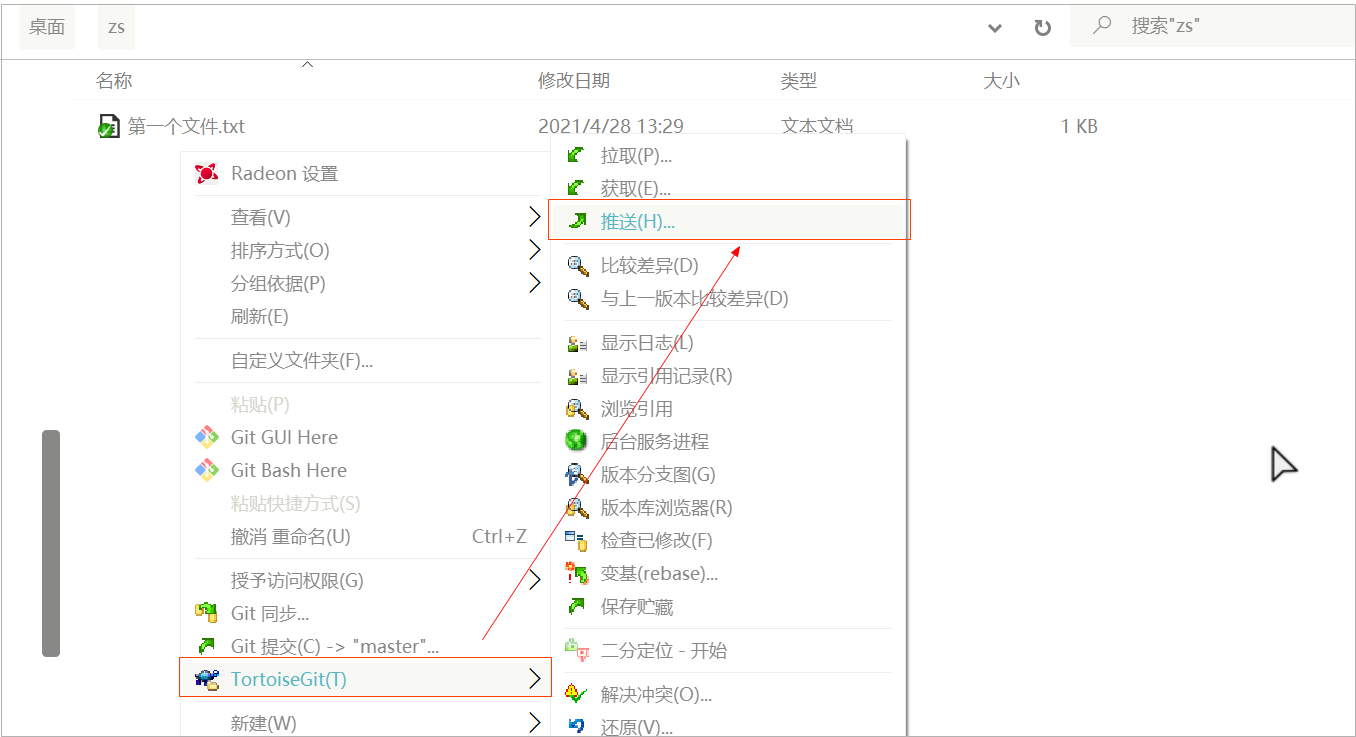 桌面
zs
搜索"zs"
名称
修改日期
类型
大小
第一个文件.txt
2021/4/28 13:29
文本文档
1 KB
Radeon 设置
查看(V)
排序方式(O)
分组依据(P)
刷新(E)
自定义文件夹(F)...
粘贴(P)
Git GUI Here
Git Bash Here
粘贴快捷方式(S)
撤消 重命名(U)
Ctrl+Z
授予访问权限(G)
Git 同步...
Git 提交(C) -> "master"...
TortoiseGit(T)
新建(W)
拉取(P)...
获取(E)...
推送(H)...
比较差异(D)
与上一版本比较差异(D)
显示日志(L)
显示引用记录(R)
浏览引用
后台服务进程
版本分支图(G)
版本库浏览器(R)
检查已修改(F)
变基(rebase)...
保存贮藏
二分定位 - 开始
解决冲突(O)...
还原(V)...